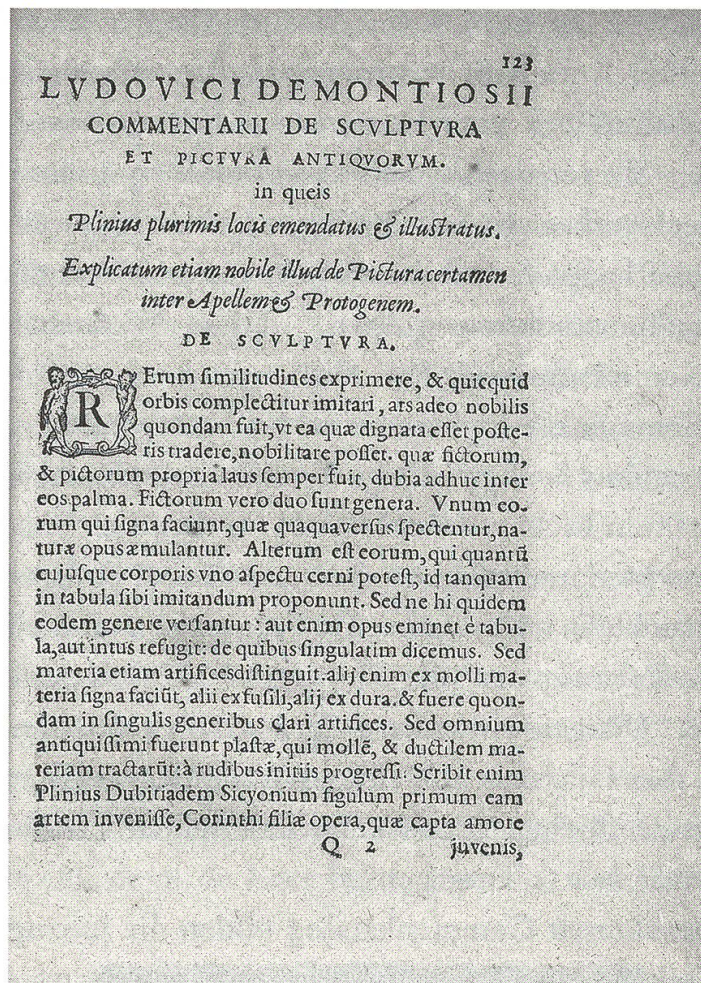 123
LVDOVICI DEMONTIOSII
COMMENTARII DE SCVLPTVRA
ET PICTVRA ANTIQVORVM.
in queis
Plinius plurimis locis emendatus & illustratus.
Explicatum etiam nobile illud de Pictura certamen
inter Apellem & Protogenem.
DE SCVLPTVRA.
RErum ſimilitudines exprimere, & quicquid
orbis complectitur imitari, ars adeo nobilis
quondam fuit, vt ea quæ dignata eſſet poſte-
ris tradere, nobilitare poſſet. quæ fictorum,
& pictorum propria laus ſemper fuit, dubia adhuc inter
eos palma. Fictorum vero duo ſunt genera. Vnum eo-
rum qui ſigna faciunt, quæ quaquaverſus ſpectentur, na-
turæ opus æmulantur. Alterum eſt eorum, qui quantū
cujuſque corporis vno aſpectu cerni poteſt, id tanquam
in tabula ſibi imitandum proponunt. Sed ne hi quidem
eodem genere verſantur : aut enim opus eminet è tabu-
la, aut intus refugit: de quibus ſingulatim dicemus. Sed
materia etiam artificesdiſtinguit. alij enim ex molli ma-
teria ſigna faciūt, alii ex fuſili, alij ex dura. & fuere quon-
dam in ſingulis generibus clari artifices. Sed omnium
antiquiſſimi fuerunt plaſtæ, qui mollē, & ductilem ma-
teriam tractarūt: à rudibus initiis progreſſi. Scribit enim
Plinius Dubitiadem Sicyonium figulum primum eam
artem inveniſſe, Corinthi filiæ opera, quæ capta amore
Q 2 juvenis,